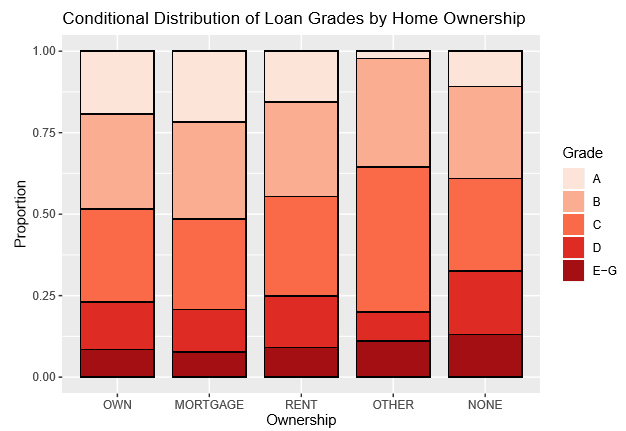 Conditional Distribution of Loan Grades by Home Ownership
1.00
0.75
0.50
0.25
0.00
Proportion
OWN MORTGAGE RENT OTHER NONE
Ownership
Grade
A
B
C
D
E−G